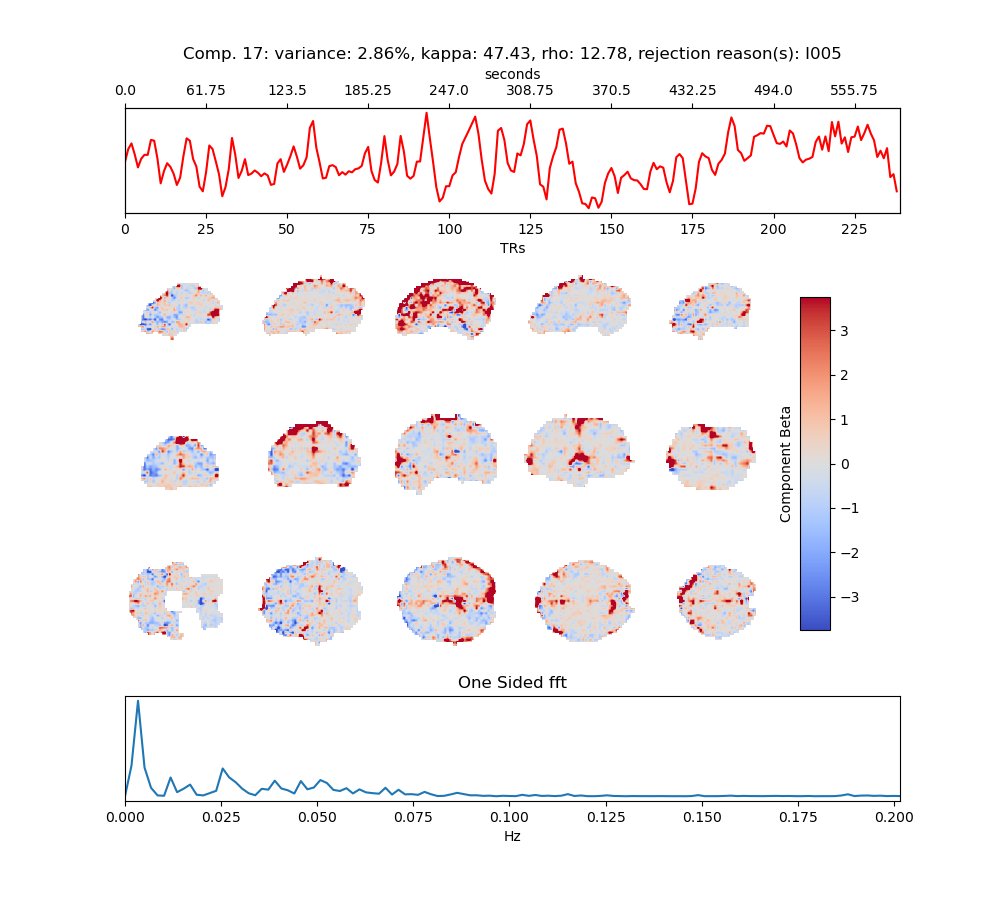 Comp. 17: variance: 2.86%, kappa: 47.43, rho: 12.78, rejection reason(s): I005
seconds
0.0 61.75 123.5 185.25 247.0 308.75 370.5 432.25 494.0 555.75
0 25 50 75 100 125 150 175 200 225
TRs
3
2
1
0
−1
−2
−3
Component Beta
One Sided fft
0.000 0.025 0.050 0.075 0.100 0.125 0.150 0.175 0.200
Hz